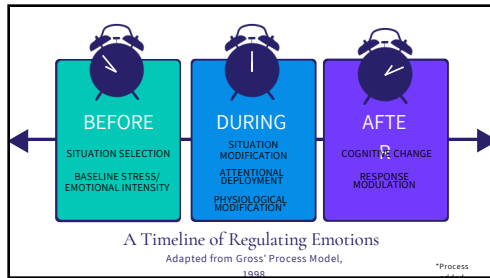 BEFORE
SITUATION SELECTION
BASELINE STRESS/
EMOTIONAL INTENSITY
DURING
SITUATION
MODIFICATION
ATTENTIONAL
DEPLOYMENT
PHYSIOLOGICAL
MODIFICATION*
AFTE
R
COGNITIVE CHANGE
RESPONSE
MODULATION
A Timeline of Regulating Emotions
Adapted from Gross' Process Model,
1998
*Process
added